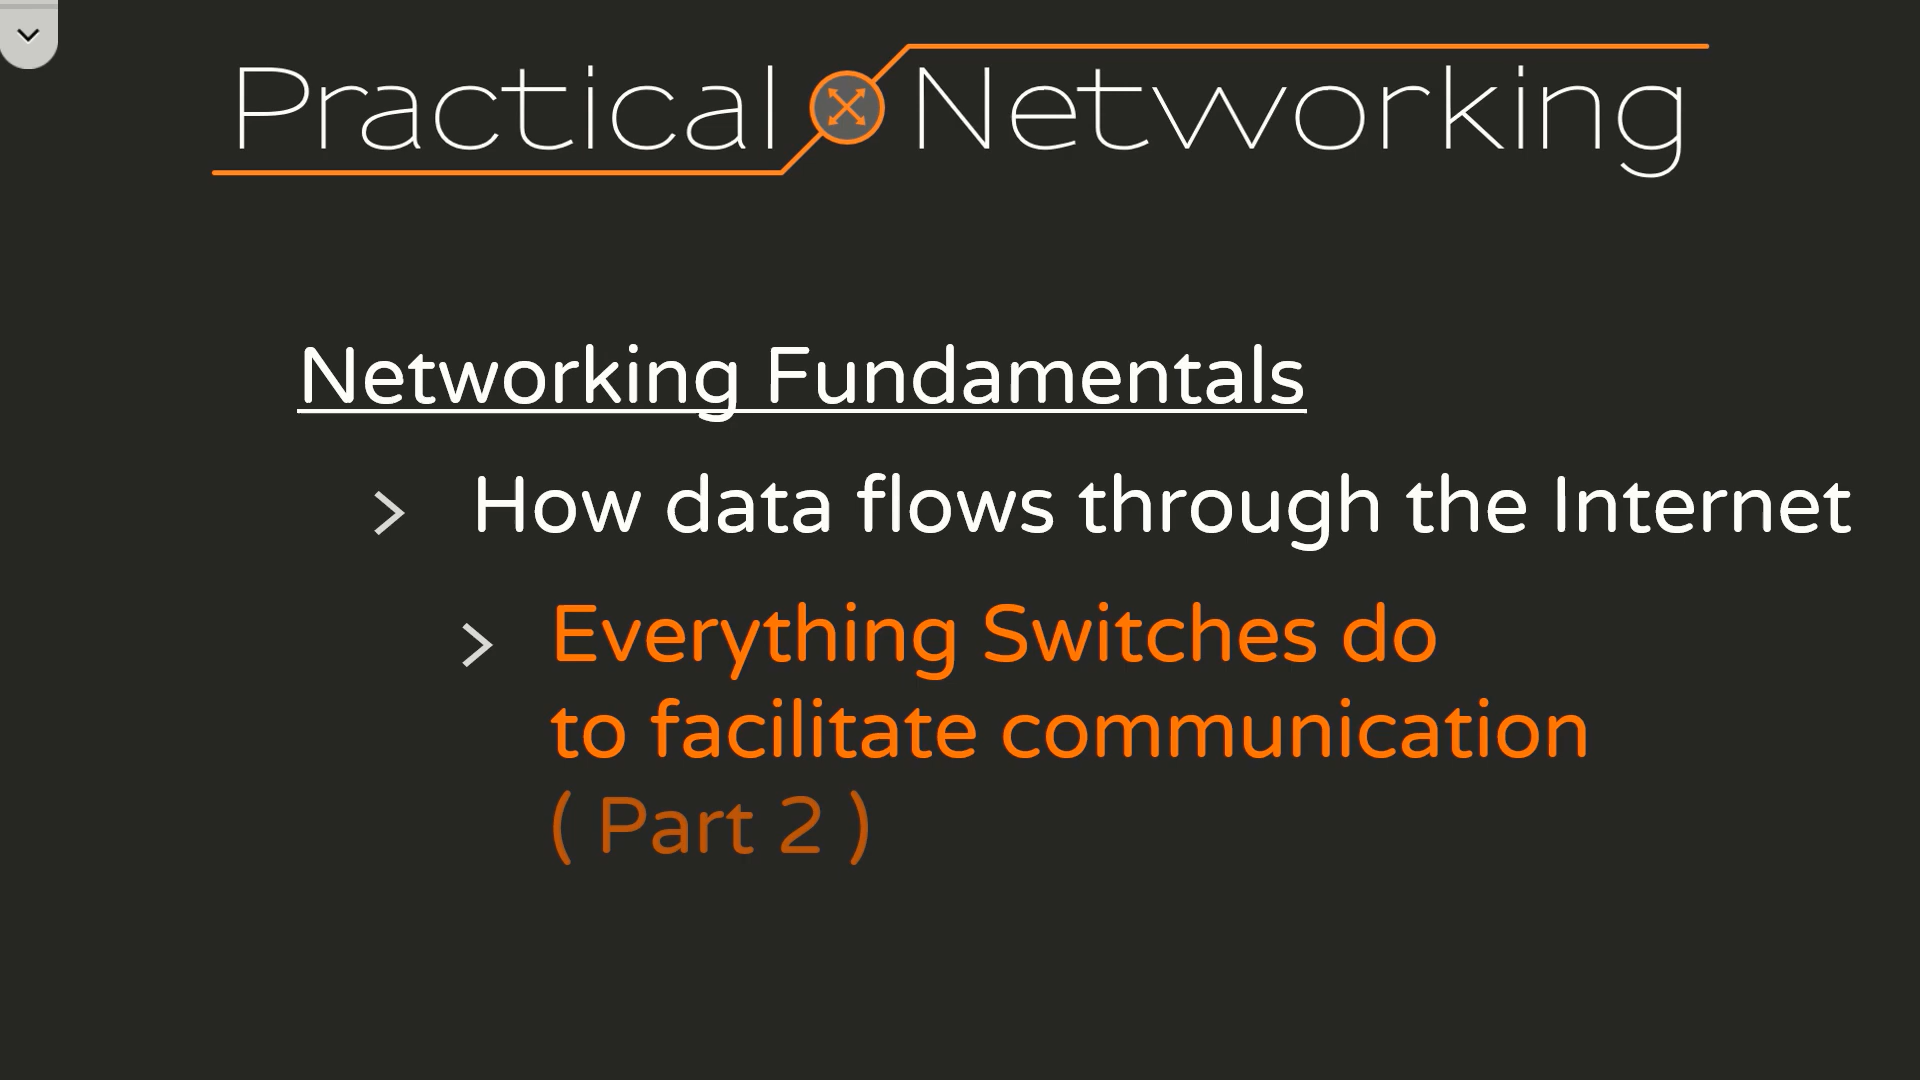 Practical Networking
Networking Fundamentals
> How data flows through the Internet
> Everything Switches do
to facilitate communication
( Part 2 )